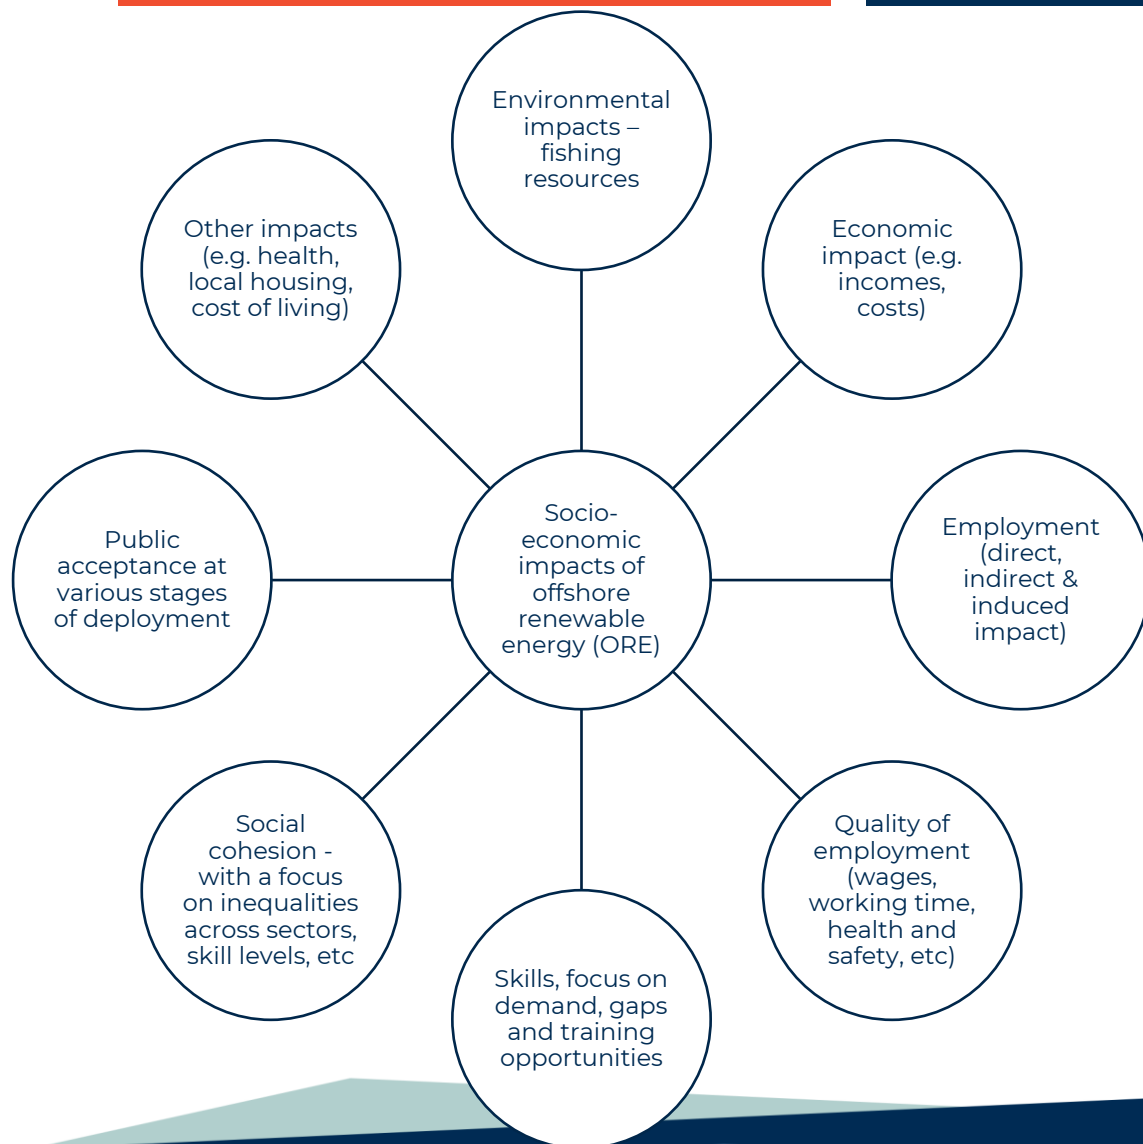 Environmental
impacts –
fishing
resources
Economic
impact (e.g.
incomes,
costs)
Employment
(direct,
indirect &
induced
impact)
Quality of
employment
(wages,
working time,
health and
safety, etc)
Skills, focus on
demand, gaps
and training
opportunities
Social
cohesion -
with a focus
on inequalities
across sectors,
skill levels, etc
Public
acceptance at
various stages
of deployment
Other impacts
(e.g. health,
local housing,
cost of living)
Socio-
economic
impacts of
offshore
renewable
energy (ORE)